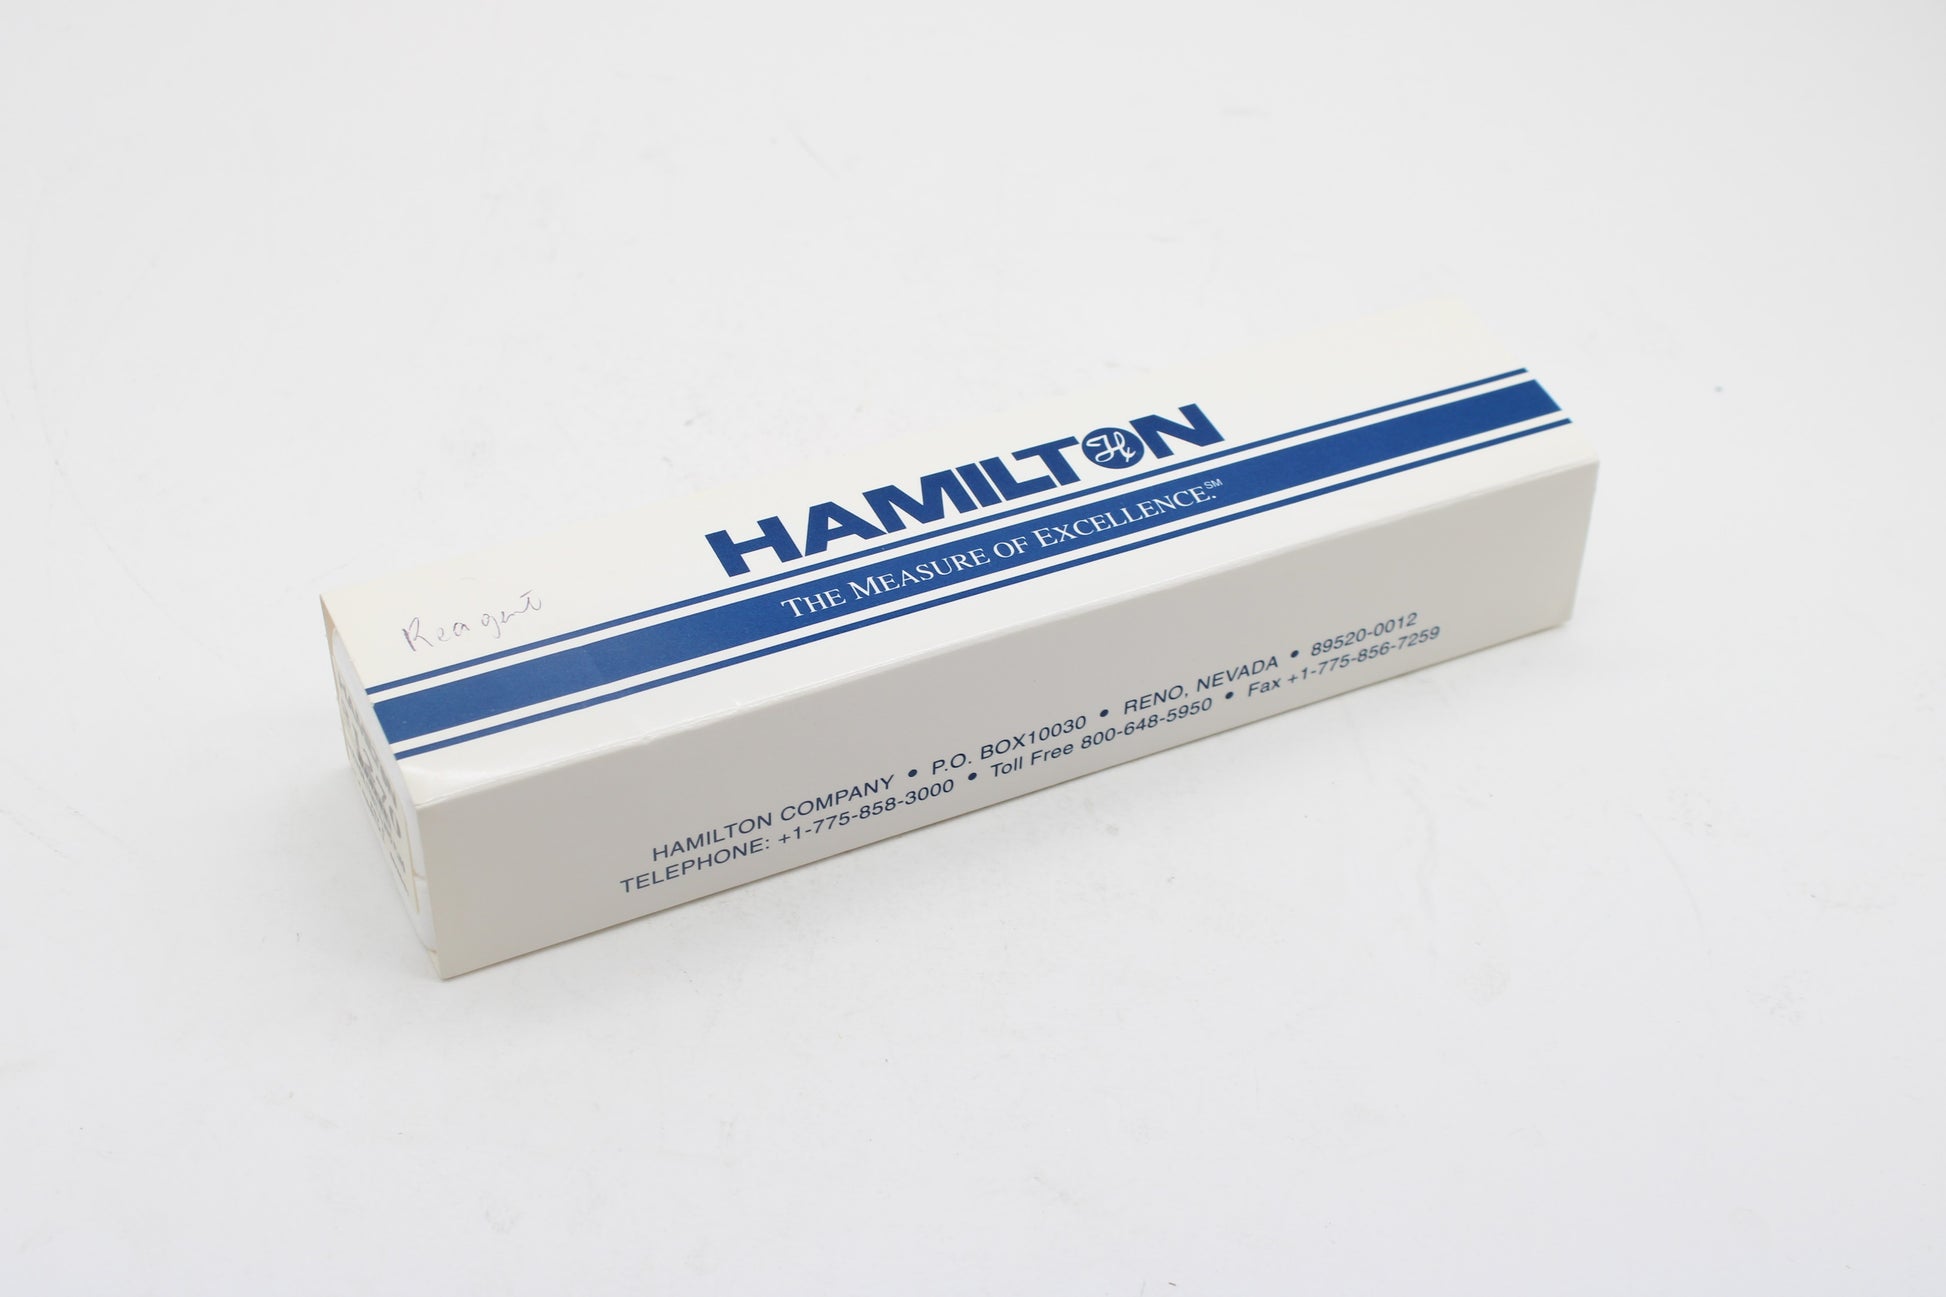 HAMILTON
THE MEASURE OF EXCELLENCE.℠
Reagent
HAMILTON COMPANY • P.O. BOX10030 • RENO, NEVADA • 89520-0012
TELEPHONE: +1-775-858-3000 • Toll Free 800-648-5950 • Fax +1-775-856-7259